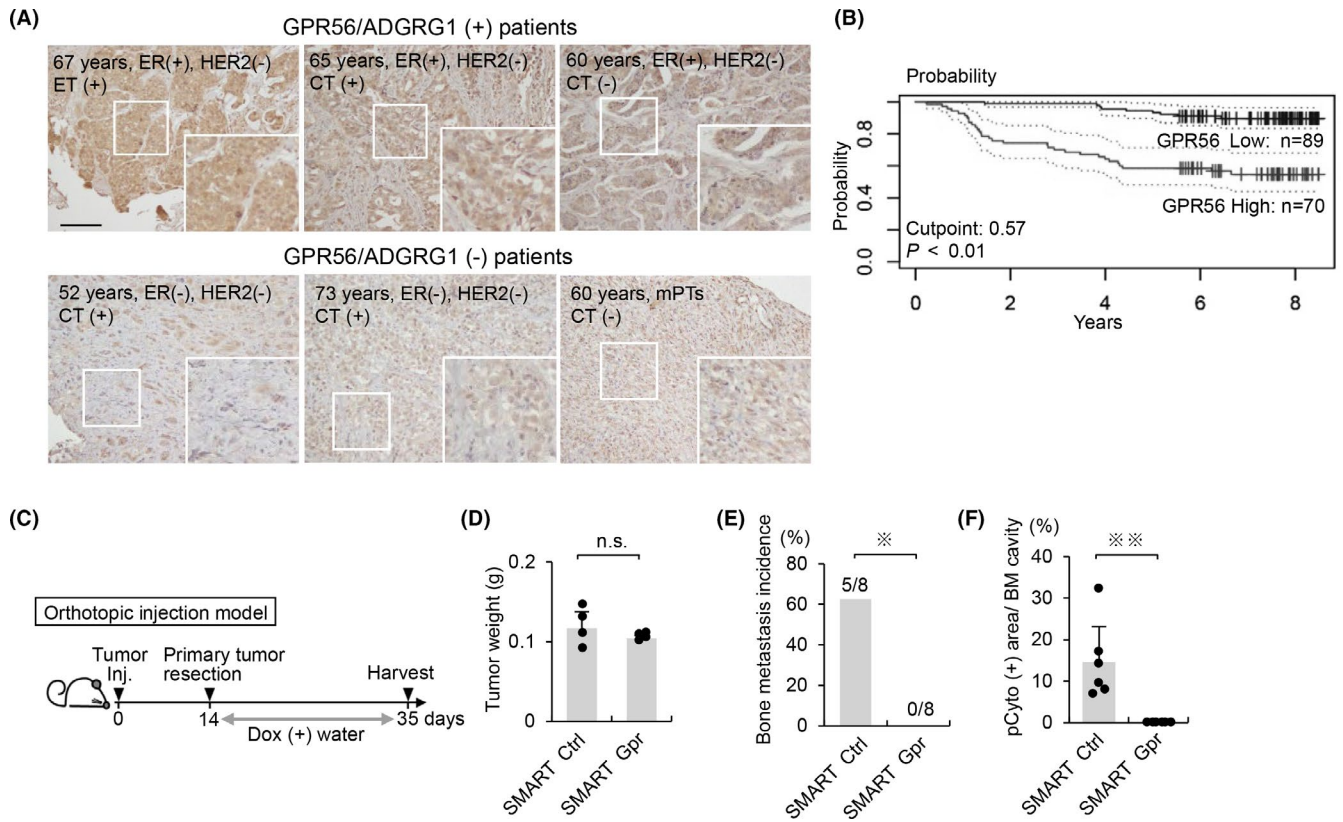 (A)
GPR56/ADGRG1 (+) patients
67 years, ER(+), HER2(-)
ET (+)
65 years, ER(+), HER2(-)
CT (+)
60 years, ER(+), HER2(-)
CT (-)
GPR56/ADGRG1 (-) patients
52 years, ER(-), HER2(-)
CT (+)
73 years, ER(-), HER2(-)
CT (+)
60 years, mPTs
CT (-)
(B)
Probability
Probability
0.8
0.6
0.4
0.2
0.0
GPR56 Low: n=89
GPR56 High: n=70
Cutpoint: 0.57
P < 0.01
0 2 4 6 8
Years
(C)
Orthotopic injection model
Tumor
Inj.
Primary tumor
resection
Harvest
0 14 35 days
Dox (+) water
(D)
n.s.
Tumor weight (g)
0.2
0.1
0
SMART Ctrl
SMART Gpr
(E)
(%)
※
Bone metastasis incidence
80
60
40
20
0
5/8
0/8
SMART Ctrl
SMART Gpr
(F)
(%)
※※
pCyto (+) area/ BM cavity
40
30
20
10
0
SMART Ctrl
SMART Gpr